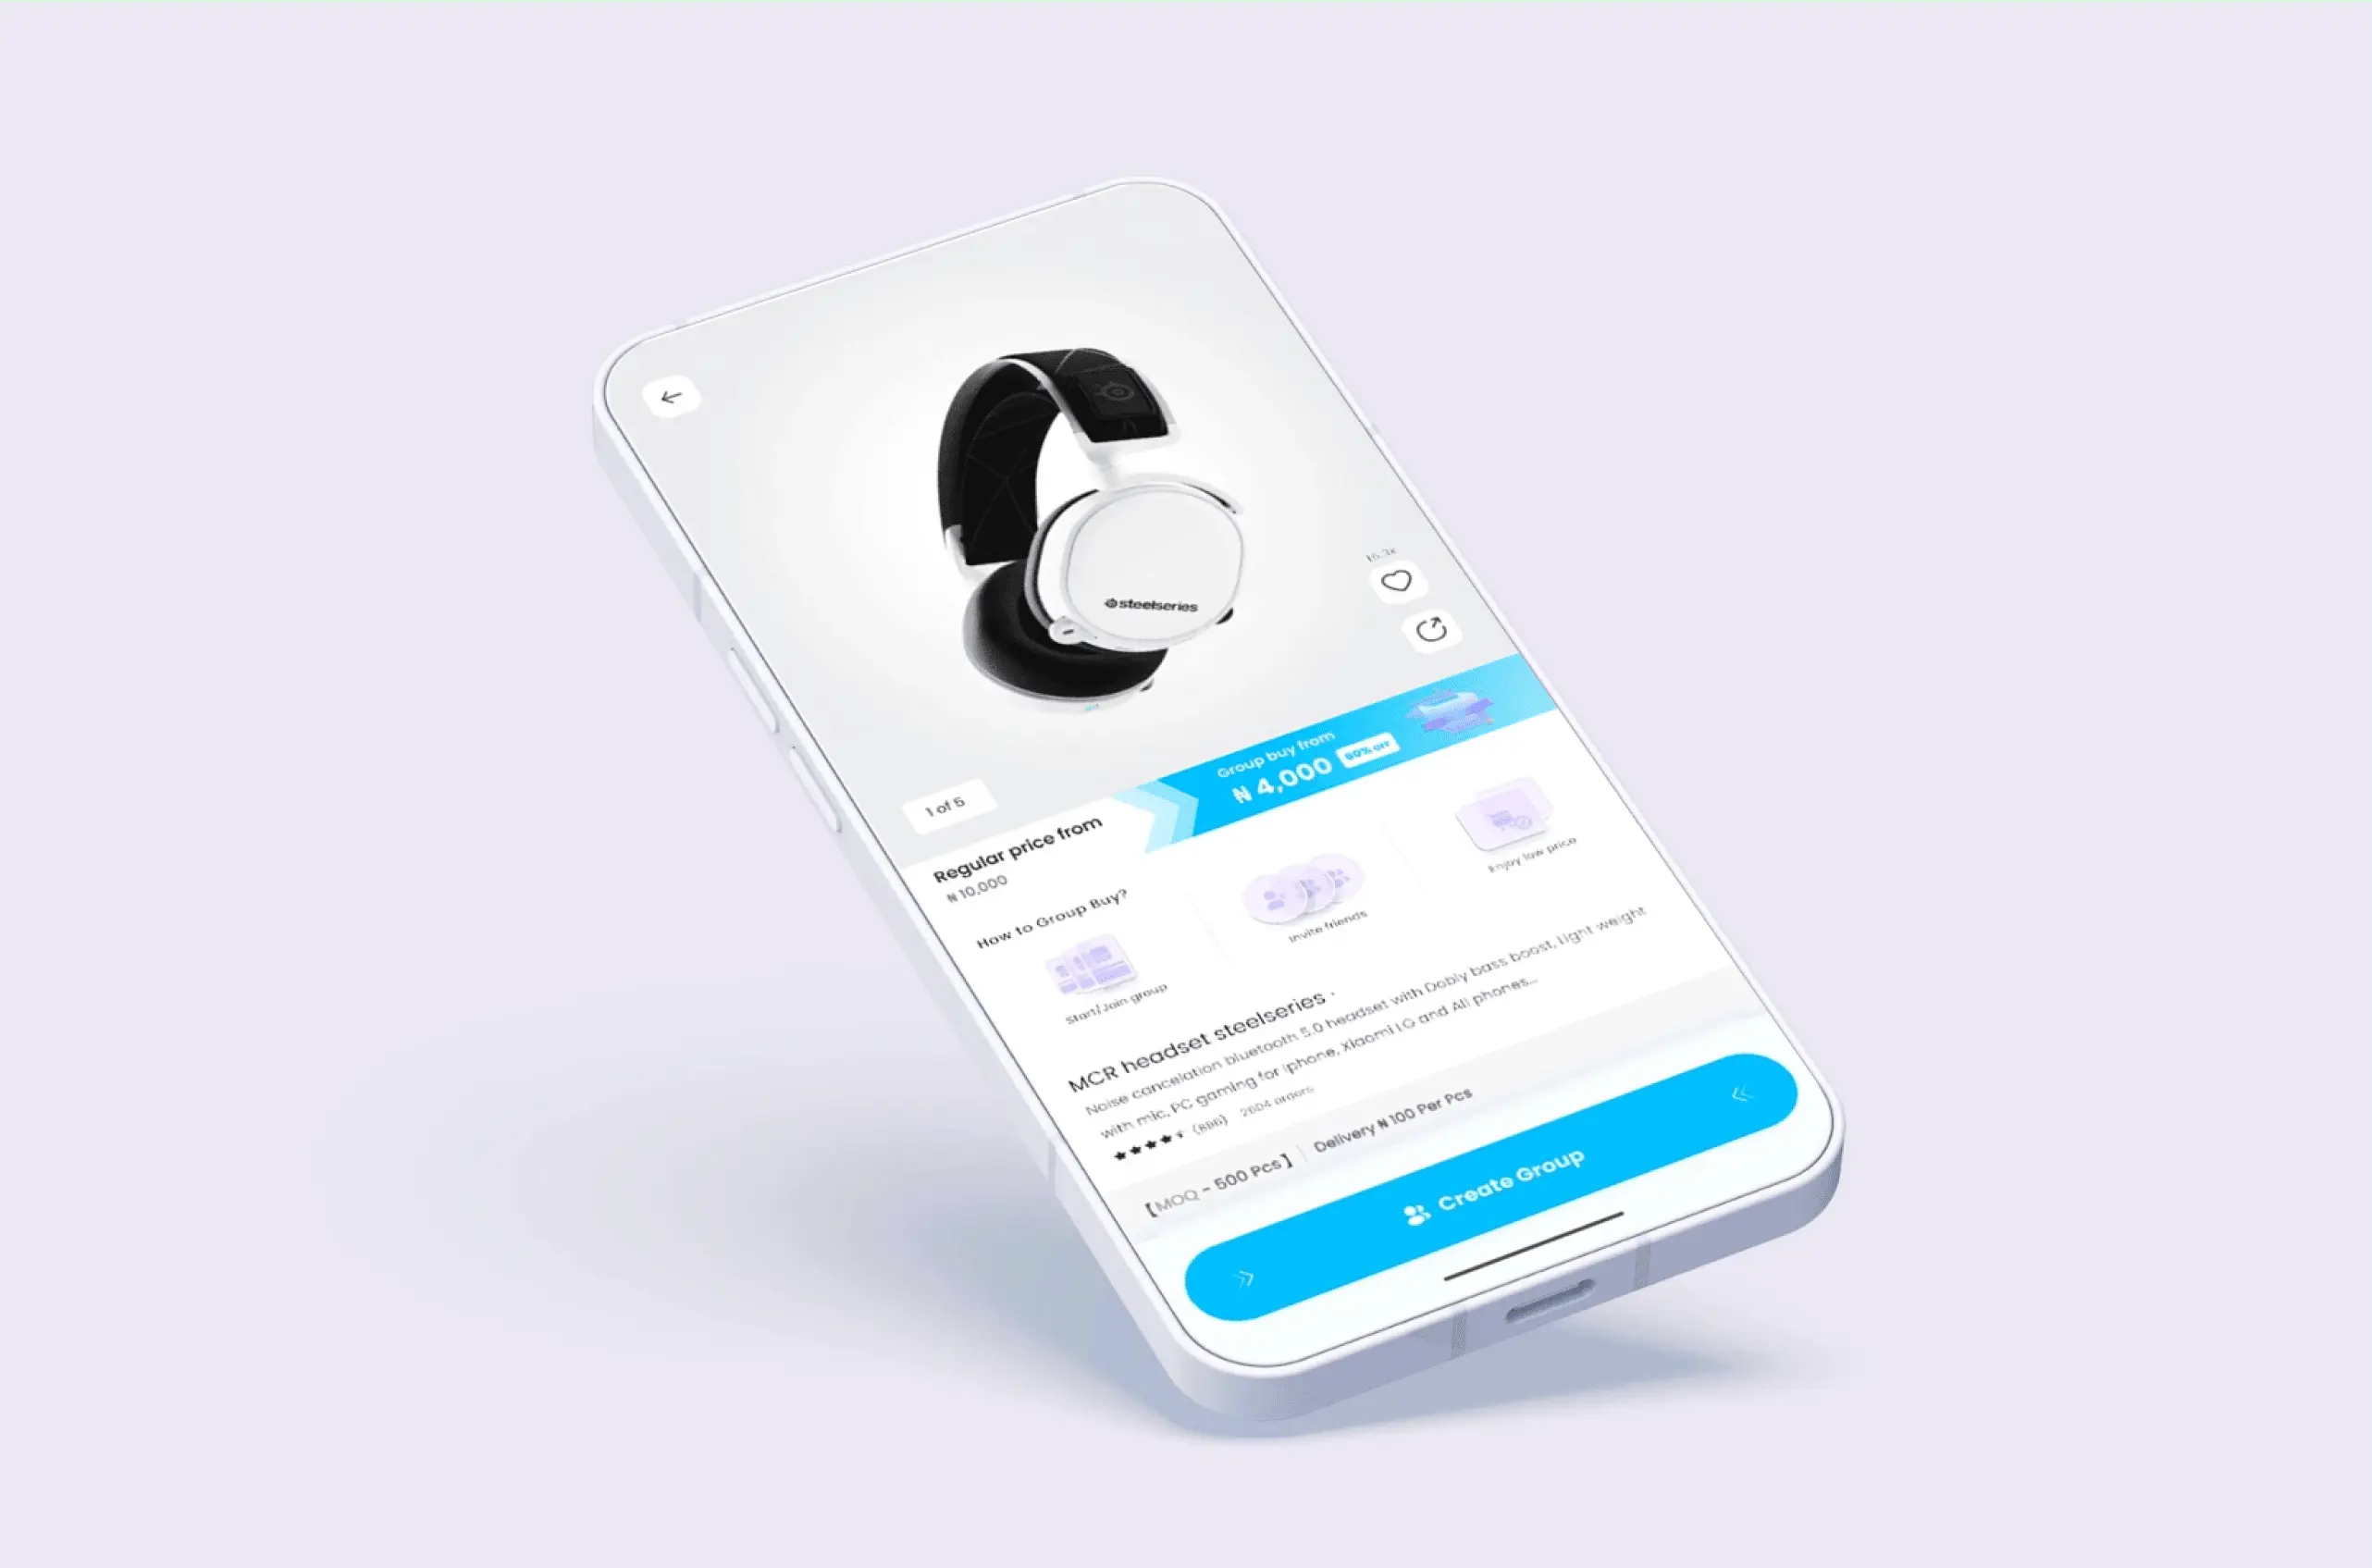 steelseries
1 of 5
Regular price from
₦ 10,000
Group buy from
₦ 4,000 60% off
How to Group Buy?
Start/Join group
Invite friends
Enjoy low price
MCR headset steelseries .
Noise cancelation bluetooth 5.0 headset with Dobly bass boost, Light weight
with mic, PC gaming for iphone, Xiaomi LG and All phones...
2604 orders
【MOQ - 500 Pcs】 Delivery ₦ 100 Per Pcs
Create Group